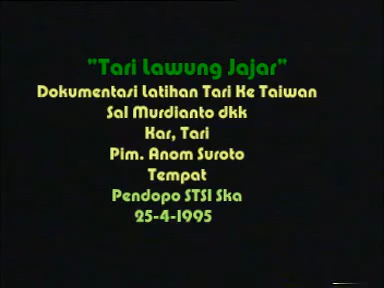 "Tari Lawung Jajar"
Dokumentasi Latihan Tari Ke Taiwan
Sal Murdianto dkk
Kar, Tari
Pim. Anom Suroto
Tempat
Pendopo STSI Ska
25-4-1995